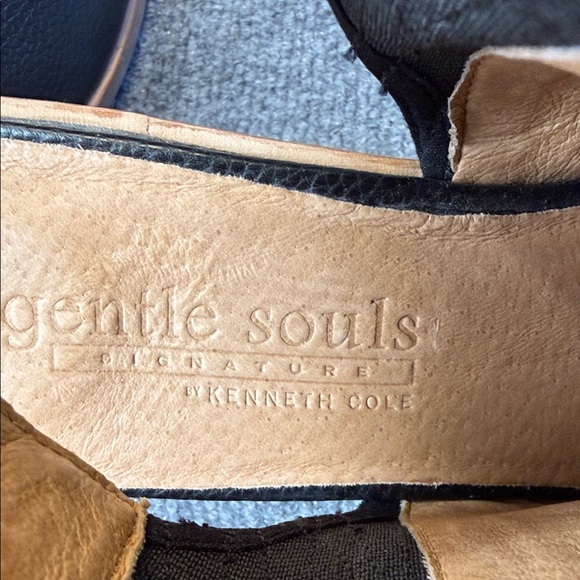 gentle souls
SIGNATURE
BY KENNETH COLE